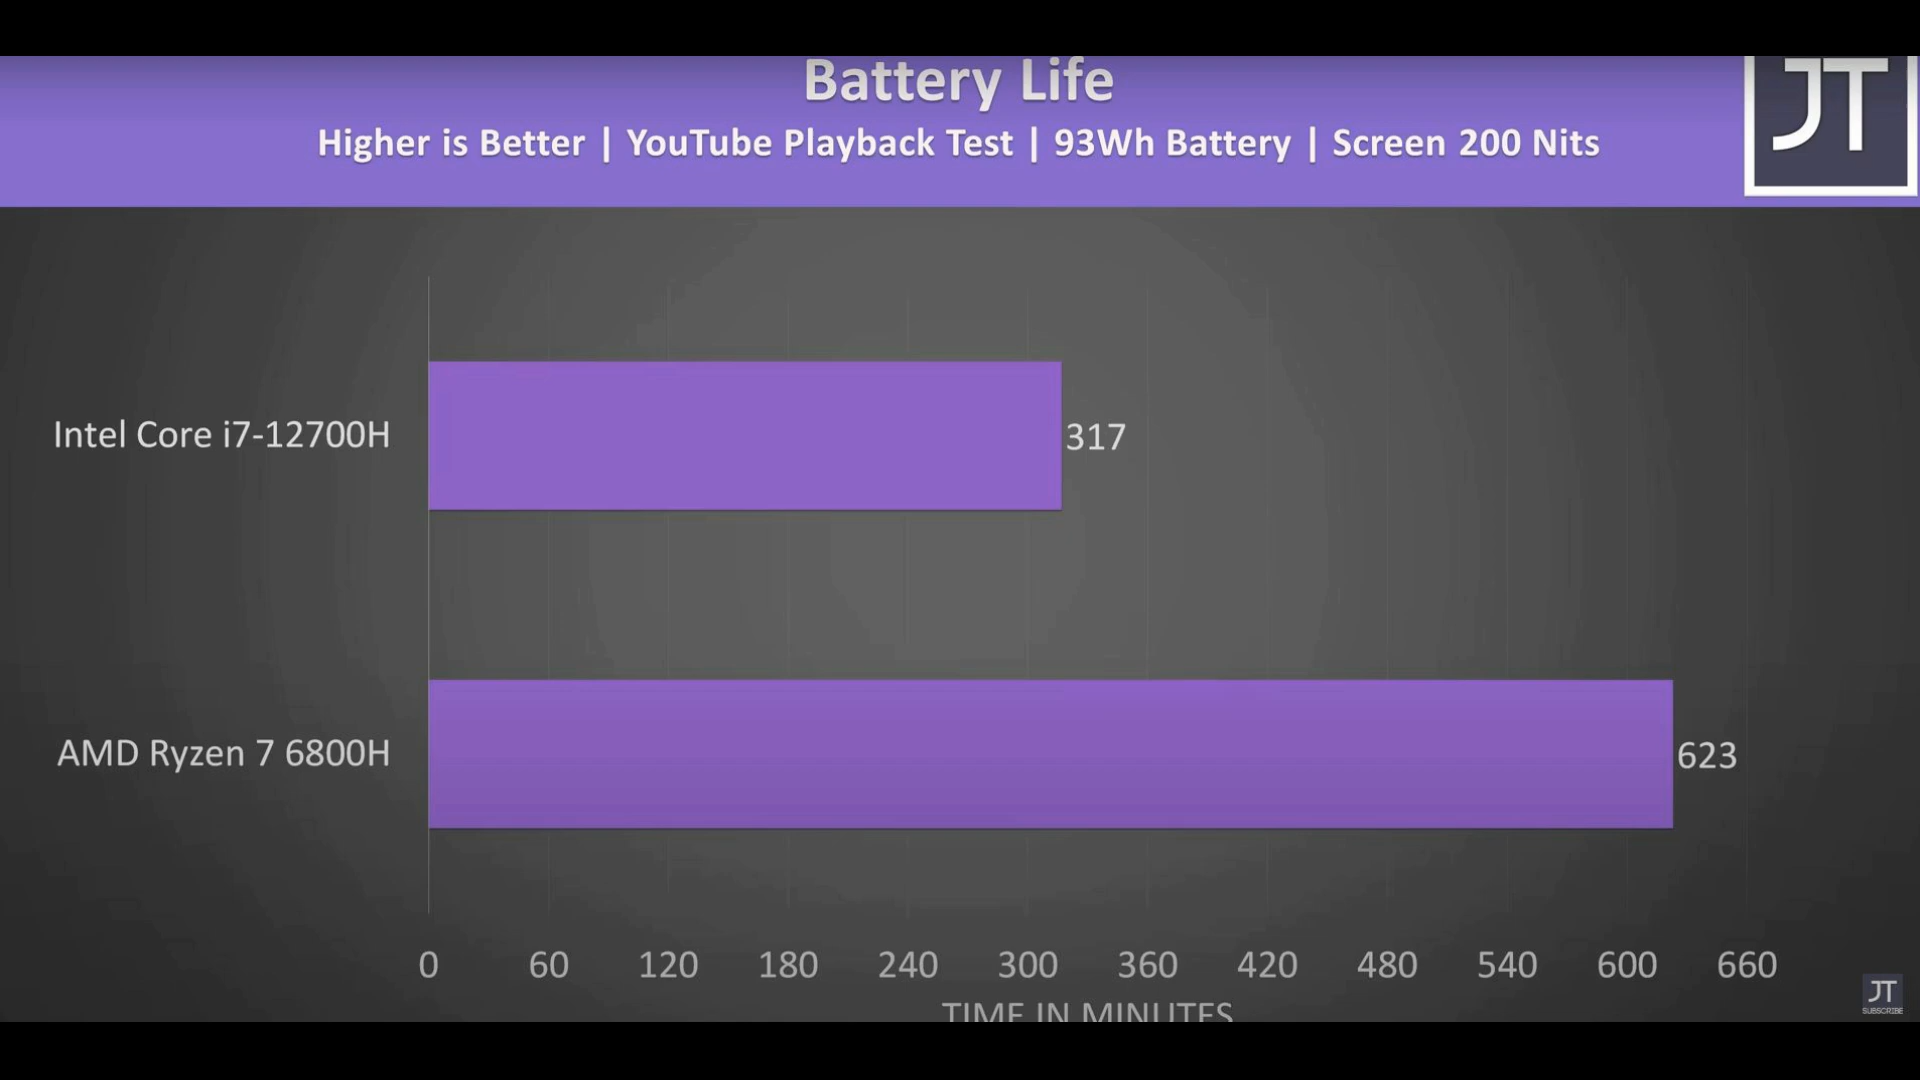 Battery Life
JT
Higher is Better | YouTube Playback Test | 93Wh Battery | Screen 200 Nits
Intel Core i7-12700H
317
AMD Ryzen 7 6800H
623
0 60 120 180 240 300 360 420 480 540 600 660
TIME IN MINUTES
JT
SUBSCRIBE